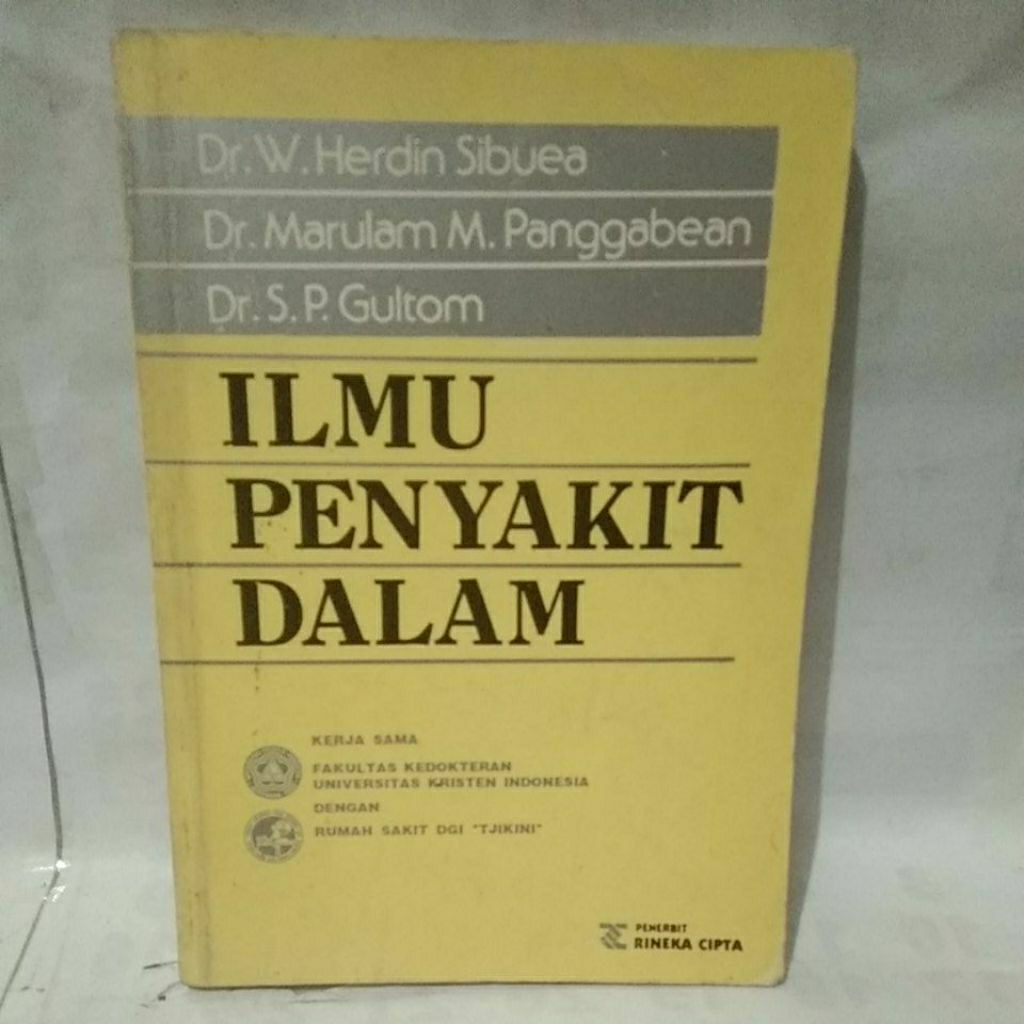 Dr. W. Herdin Sibuea
Dr. Marulam M. Panggabean
Dr. S. P. Gultom
ILMU
PENYAKIT
DALAM
KERJA SAMA
FAKULTAS KEDOKTERAN
UNIVERSITAS KRISTEN INDONESIA
DENGAN
RUMAH SAKIT DGI "TJIKINI"
PENERBIT
RINEKA CIPTA